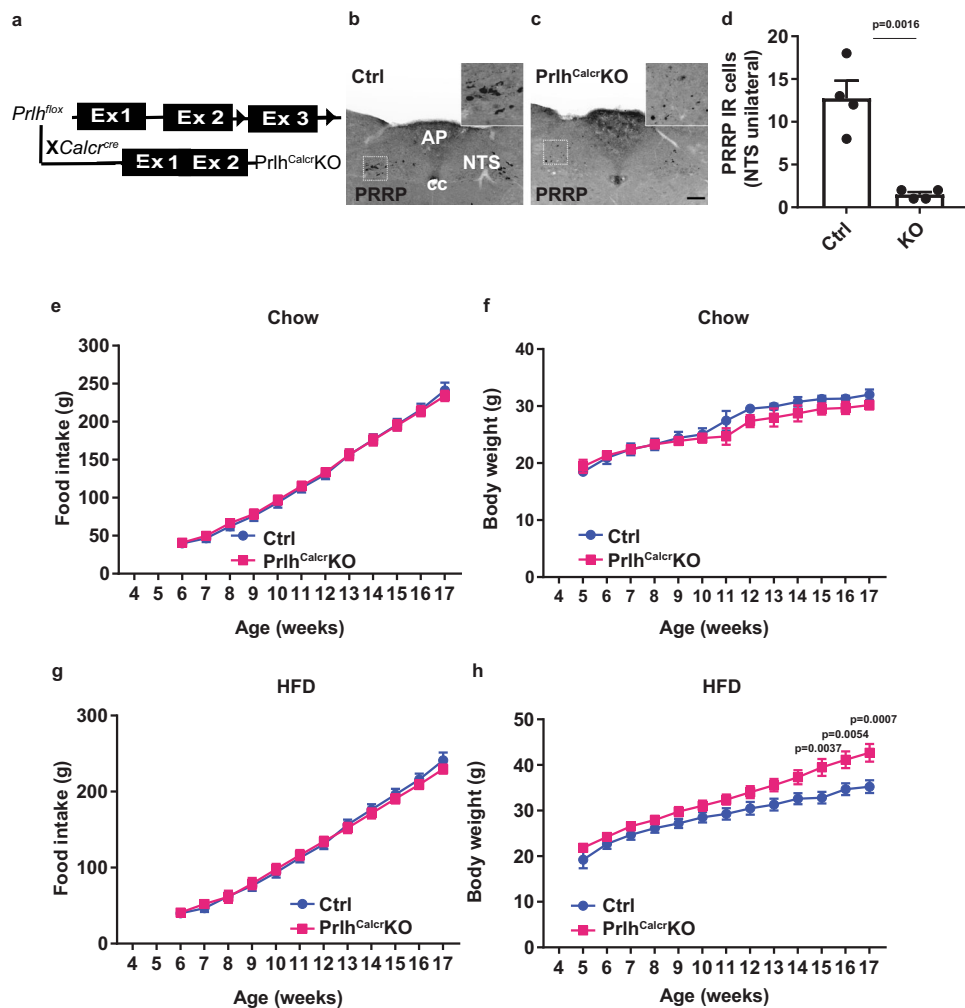 a
Prlh^flox
Ex1
Ex 2
Ex 3
X Calcr^cre
Ex 1
Ex 2
Prlh^Calcr KO
b
Ctrl
AP
NTS
cc
PRRP
c
Prlh^Calcr KO
PRRP
d
p=0.0016
PRRP IR cells
(NTS unilateral)
20
15
10
5
0
Ctrl
KO
e
Chow
Food intake (g)
300
250
200
150
100
50
0
Ctrl
Prlh^Calcr KO
4 5 6 7 8 9 10 11 12 13 14 15 16 17
Age (weeks)
f
Chow
Body weight (g)
40
30
20
10
0
Ctrl
Prlh^Calcr KO
4 5 6 7 8 9 10 11 12 13 14 15 16 17
Age (weeks)
g
HFD
Food intake (g)
300
200
100
0
Ctrl
Prlh^Calcr KO
4 5 6 7 8 9 10 11 12 13 14 15 16 17
Age (weeks)
h
HFD
Body weight (g)
50
40
30
20
10
0
p=0.0007
p=0.0054
p=0.0037
Ctrl
Prlh^Calcr KO
4 5 6 7 8 9 10 11 12 13 14 15 16 17
Age (weeks)